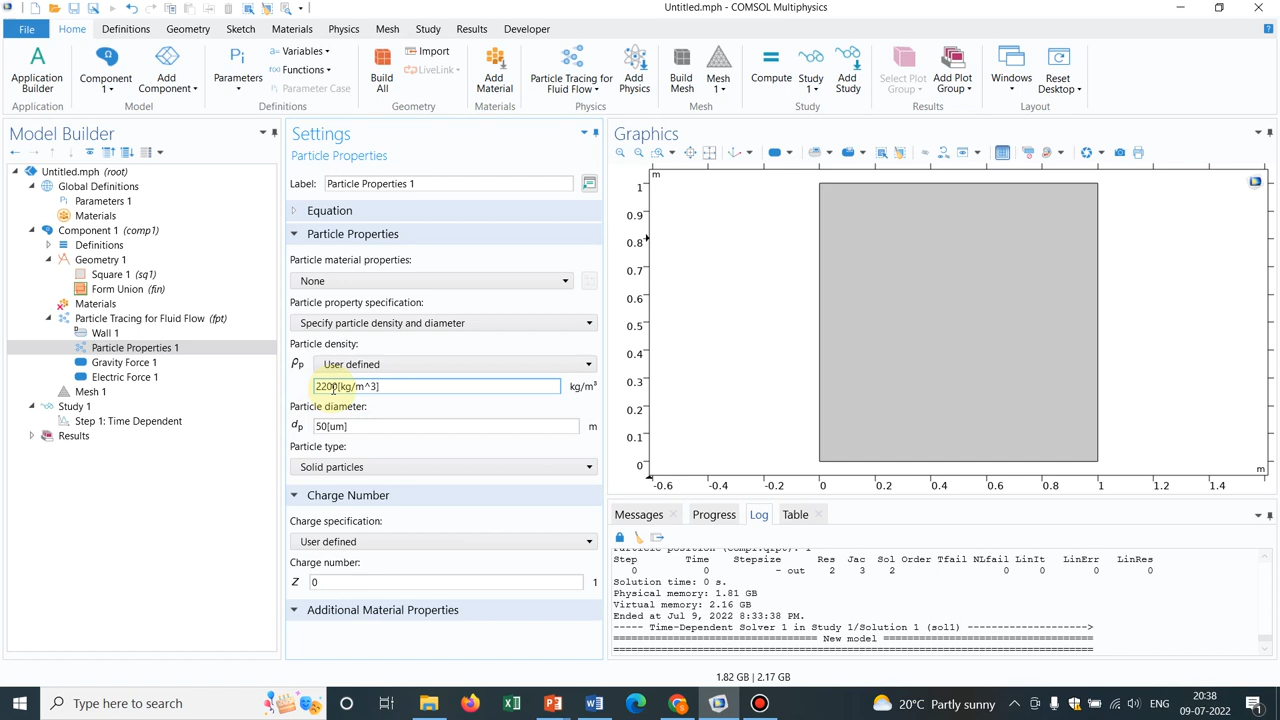 Untitled.mph - COMSOL Multiphysics
File Home Definitions Geometry Sketch Materials Physics Mesh Study Results Developer
Application Builder
Component 1
Add Component
Parameters
a= Variables
f(x) Functions
Parameter Case
Build All
Import
LiveLink
Add Material
Particle Tracing for Fluid Flow
Add Physics
Build Mesh
Mesh 1
Compute
Study 1
Add Study
Select Plot Group
Add Plot Group
Windows
Reset Desktop
Application Model Definitions Geometry Materials Physics Mesh Study Results Layout
Model Builder
Untitled.mph (root)
Global Definitions
Parameters 1
Materials
Component 1 (comp1)
Definitions
Geometry 1
Square 1 (sq1)
Form Union (fin)
Materials
Particle Tracing for Fluid Flow (fpt)
Wall 1
Particle Properties 1
Gravity Force 1
Electric Force 1
Mesh 1
Study 1
Step 1: Time Dependent
Results
Settings
Particle Properties
Label: Particle Properties 1
Equation
Particle Properties
Particle material properties:
None
Particle property specification:
Specify particle density and diameter
Particle density:
ρp User defined
2200[kg/m^3] kg/m³
Particle diameter:
dp 50[um] m
Particle type:
Solid particles
Charge Number
Charge specification:
User defined
Charge number:
Z 0 1
Additional Material Properties
Graphics
m
1
0.9
0.8
0.7
0.6
0.5
0.4
0.3
0.2
0.1
0
m
-0.6 -0.4 -0.2 0 0.2 0.4 0.6 0.8 1 1.2 1.4
Messages Progress Log Table
Particle position (comp1.qfpt): 1
Step Time Stepsize Res Jac Sol Order Tfail NLfail LinIt LinErr LinRes
0 0 - out 2 3 2 0 0 0 0 0
Solution time: 0 s.
Physical memory: 1.81 GB
Virtual memory: 2.16 GB
Ended at Jul 9, 2022 8:33:38 PM.
----- Time-Dependent Solver 1 in Study 1/Solution 1 (sol1) ------------------->
=================================== New model ===================================
1.82 GB | 2.17 GB
Type here to search
20°C Partly sunny
ENG
20:38
09-07-2022
1